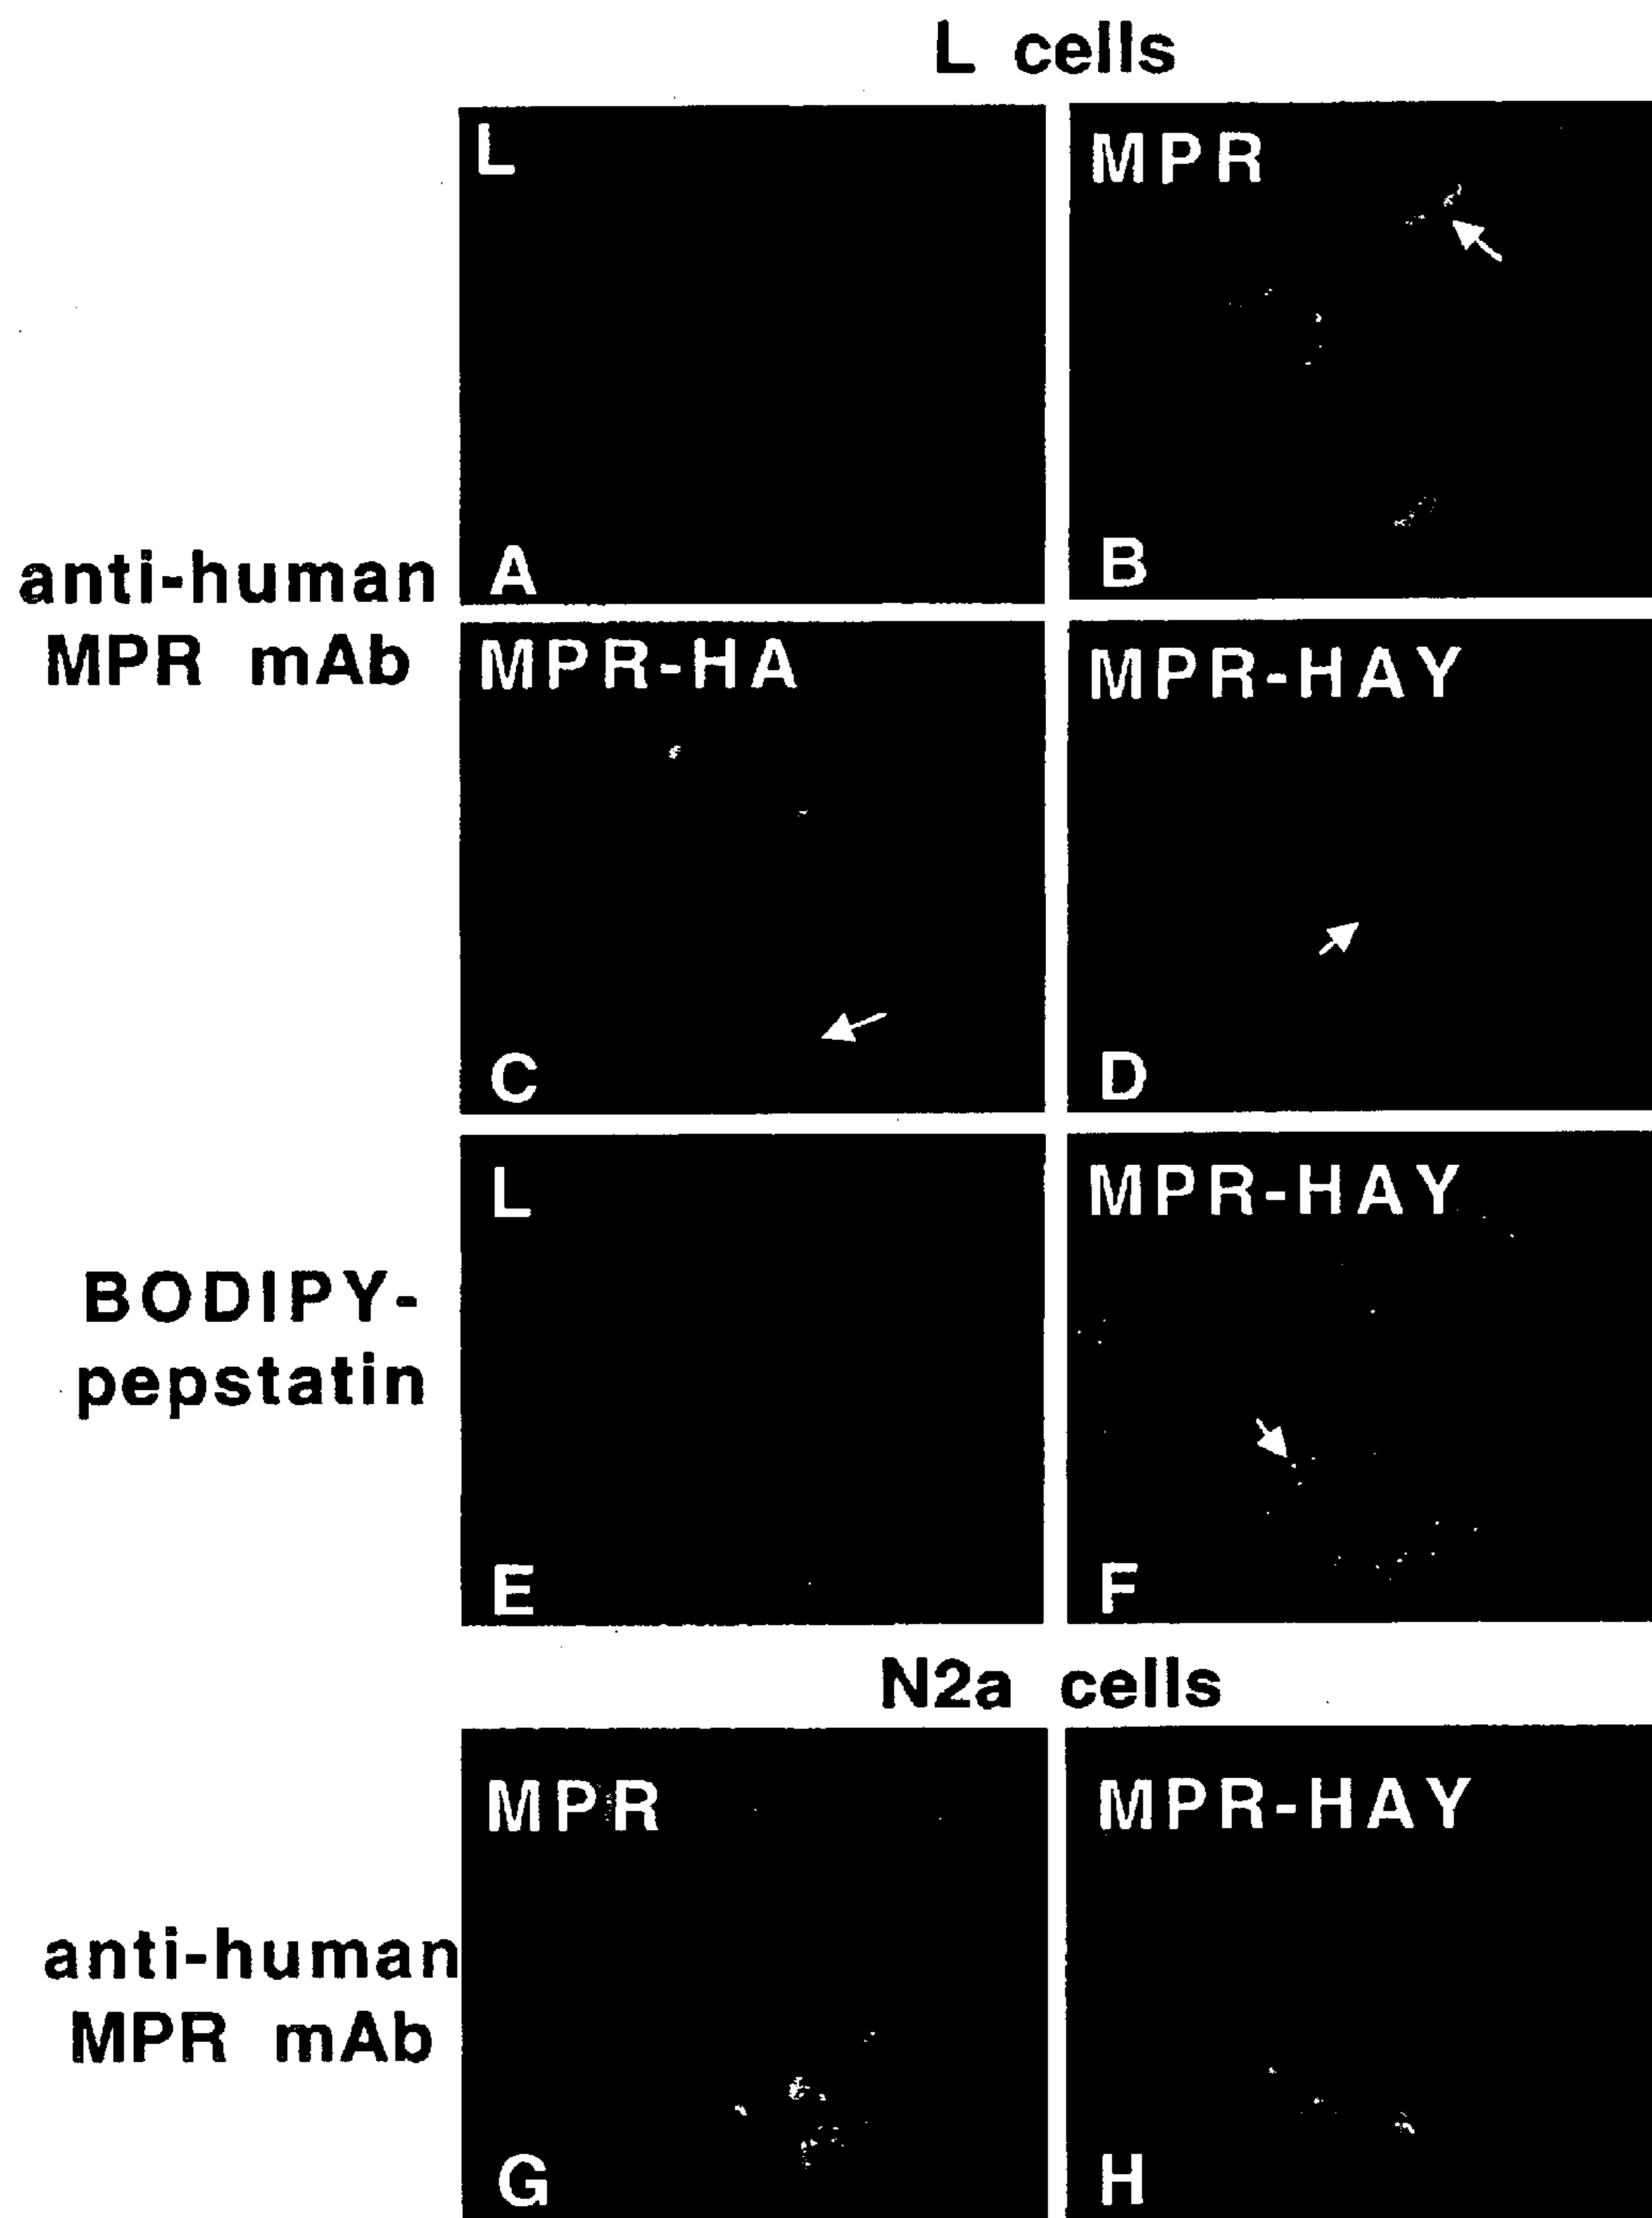 L cells
L
MPR
A
B
anti-human
MPR mAb
MPR-HA
MPR-HAY
C
D
L
MPR-HAY
BODIPY-
pepstatin
E
F
N2a cells
MPR
MPR-HAY
anti-human
MPR mAb
G
H